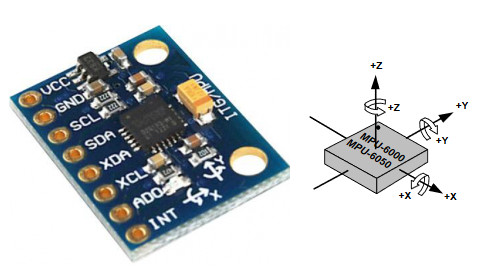 VCC
GND
SCL
SDA
XDA
XCL
ADO
INT
ITG/MPU
Y
X
+Z
+Z
+Y
+Y
MPU-6000
MPU-6050
+X
+X